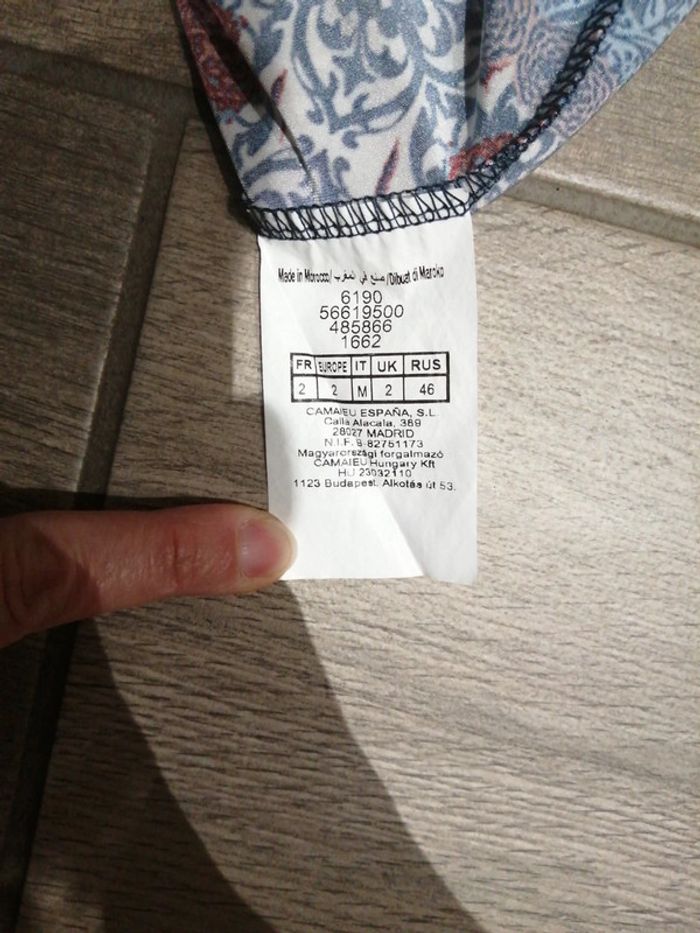 Made in Morocco/ صنع في المغرب /Dibuat di Maroko
6190
56619500
485866
1662
FR EUROPE IT UK RUS
2 2 M 2 46
CAMAIEU ESPAÑA, S.L.
Calla Alacala, 389
28027 MADRID
N.I.F. B-82751173
Magyarországi forgalmazó
CAMAIEU Hungary Kft
HU 23032110
1123 Budapest. Alkotás út 53.